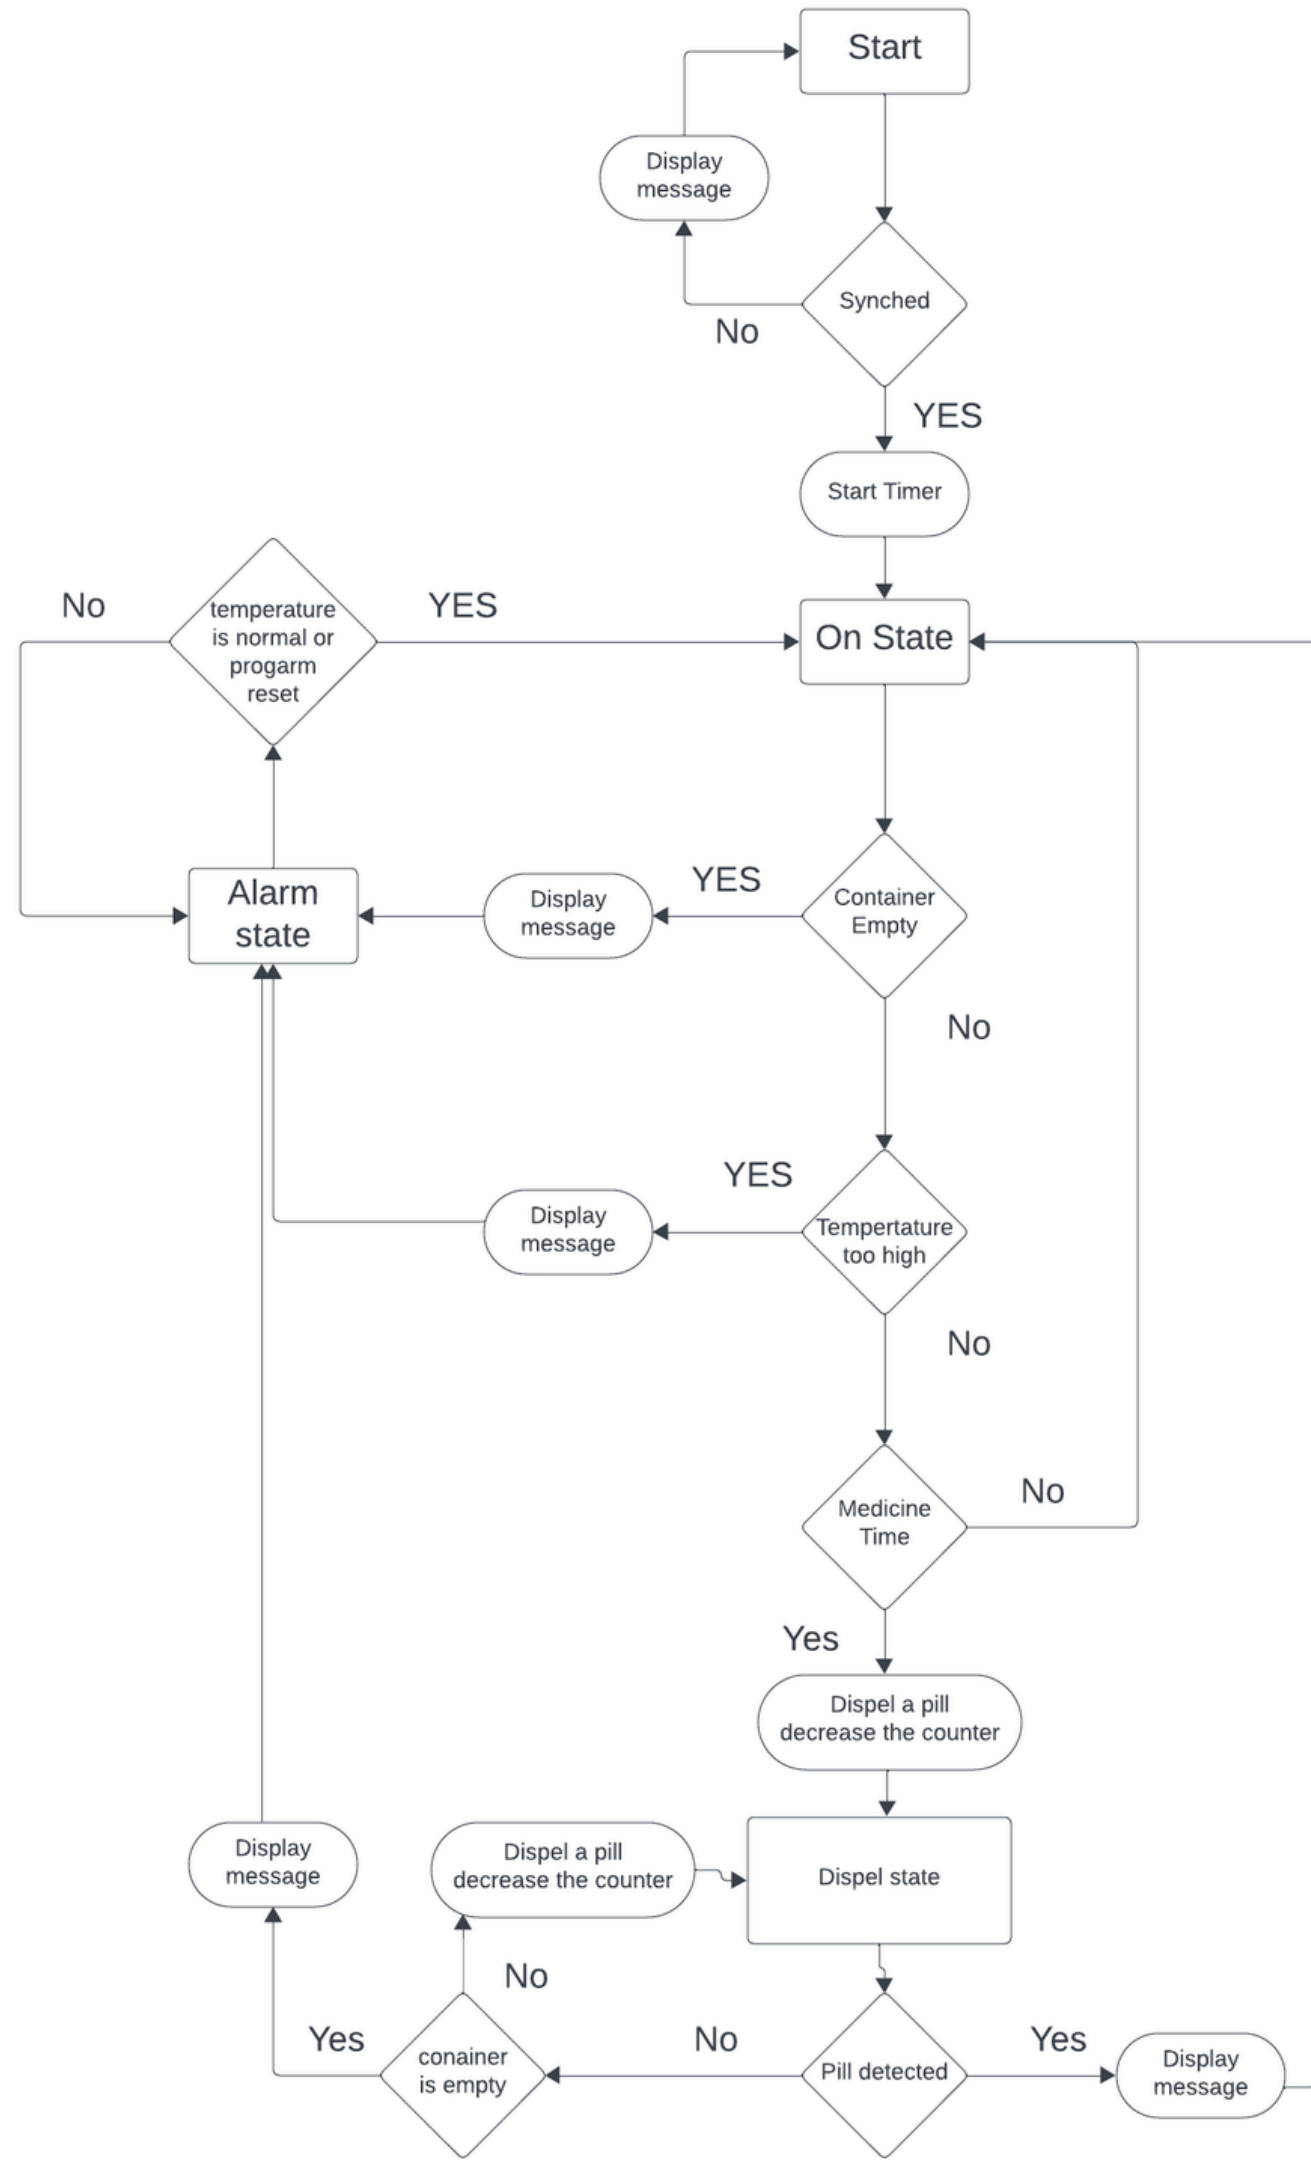 Start
Display
message
Synched
No
YES
Start Timer
No
temperature
is normal or
progarm
reset
YES
On State
Alarm
state
Display
message
YES
Container
Empty
No
YES
Display
message
Tempertature
too high
No
Medicine
Time
No
Yes
Dispel a pill
decrease the counter
Display
message
Dispel a pill
decrease the counter
Dispel state
No
Yes
conainer
is empty
No
Pill detected
Yes
Display
message